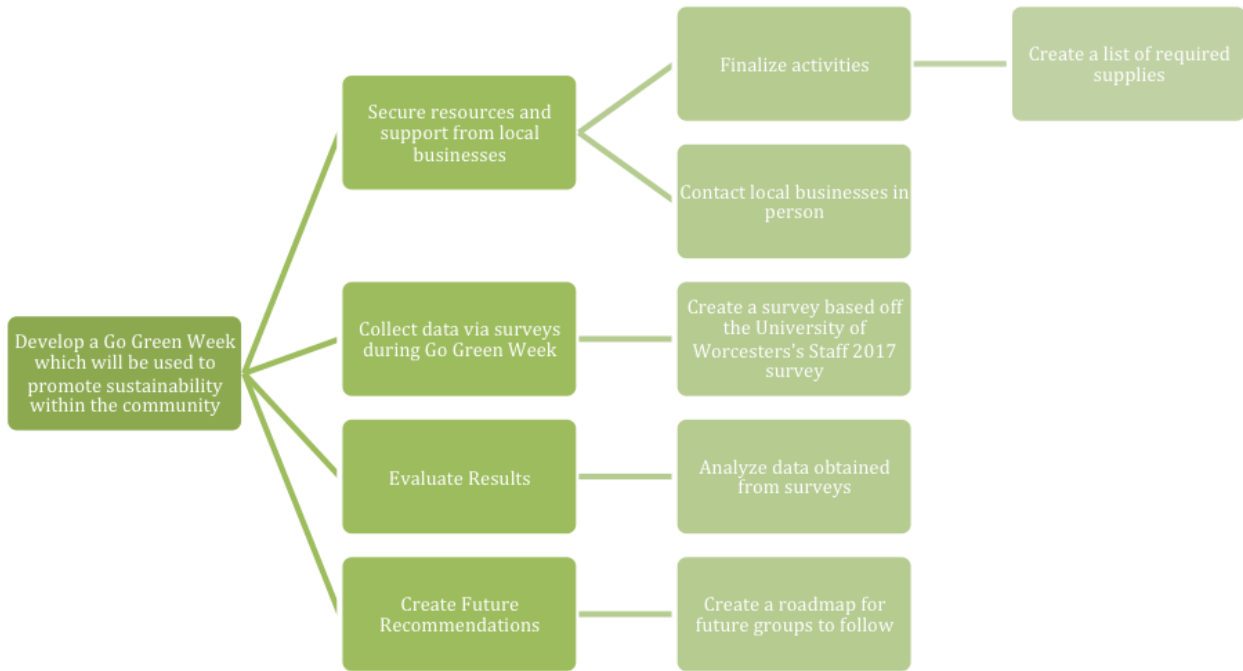 Develop a Go Green Week
which will be used to
promote sustainability
within the community
Secure resources and
support from local
businesses
Finalize activities
Create a list of required
supplies
Contact local businesses in
person
Collect data via surveys
during Go Green Week
Create a survey based off
the University of
Worcesters's Staff 2017
survey
Evaluate Results
Analyze data obtained
from surveys
Create Future
Recommendations
Create a roadmap for
future groups to follow